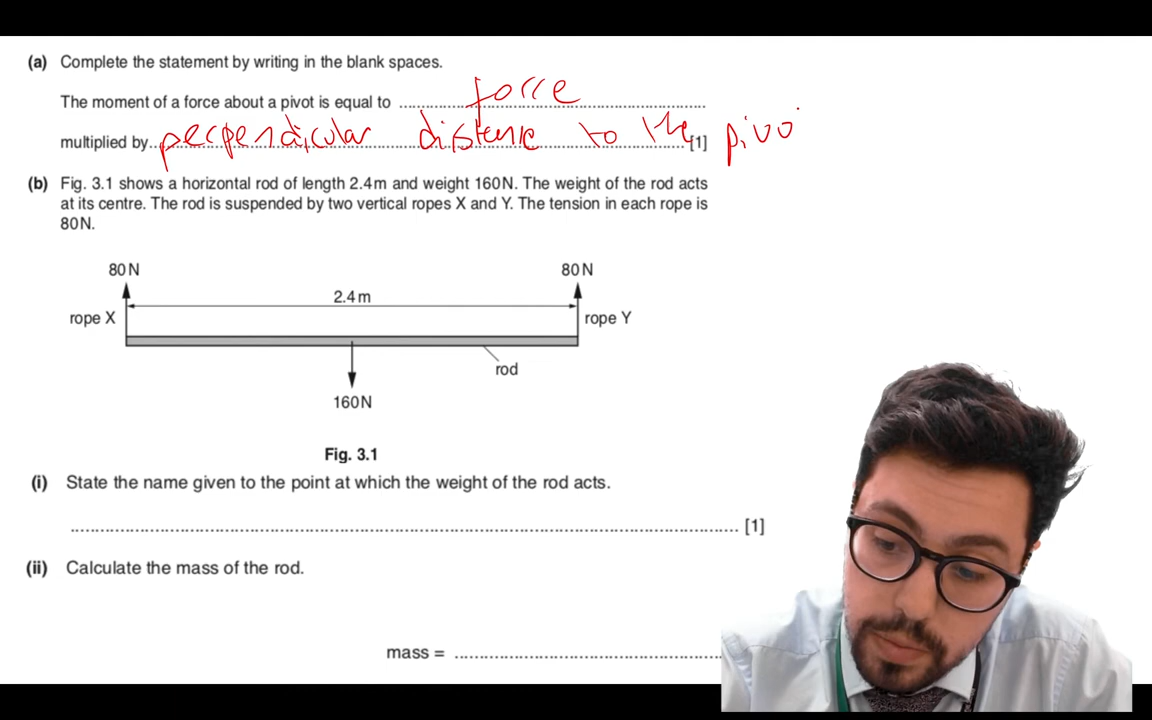 (a) Complete the statement by writing in the blank spaces.
The moment of a force about a pivot is equal to ........ force ........
multiplied by.. perpendicular distance to the pivo [1]
(b) Fig. 3.1 shows a horizontal rod of length 2.4m and weight 160N. The weight of the rod acts
at its centre. The rod is suspended by two vertical ropes X and Y. The tension in each rope is
80N.
80N 80N
2.4m
rope X rope Y
rod
160N
Fig. 3.1
(i) State the name given to the point at which the weight of the rod acts.
........ [1]
(ii) Calculate the mass of the rod.
mass = ........